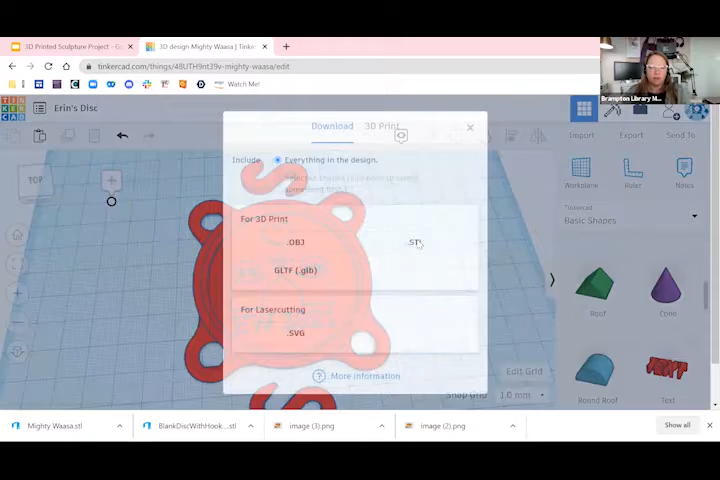 3D Printed Sculpture Project - Go
3D design Mighty Waasa | Tinker
tinkercad.com/things/48UTH9nt39v-mighty-waasa/edit
Watch Me!
Brampton Library M...
TIN
KER
CAD
Erin's Disc
Import
Export
Send To
TOP
Download
3D Print
Include
Everything in the design.
For 3D Print
.OBJ
.STL
GLTF (.glb)
For Lasercutting
.SVG
More information
Workplane
Ruler
Notes
Tinkercad
Basic Shapes
Roof
Cone
Round Roof
Text
TEXT
Edit Grid
Snap Grid
1.0 mm
Mighty Waasa.stl
BlankDiscWithHook....stl
image (3).png
image (2).png
Show all